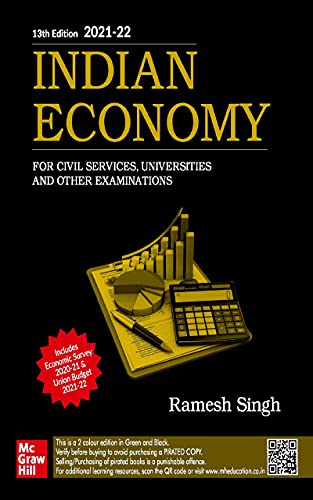 13th Edition 2021-22
INDIAN
ECONOMY
FOR CIVIL SERVICES, UNIVERSITIES
AND OTHER EXAMINATIONS
Includes
Economic Survey
2020-21 &
Union Budget
2021-22
Ramesh Singh
Mc
Graw
Hill
This is a 2 colour edition in Green and Black.
Verify before buying to avoid purchasing a PIRATED COPY.
Selling/Purchasing of pirated books is a punishable offence.
For additional learning resources, scan the QR code or visit www.mheducation.co.in